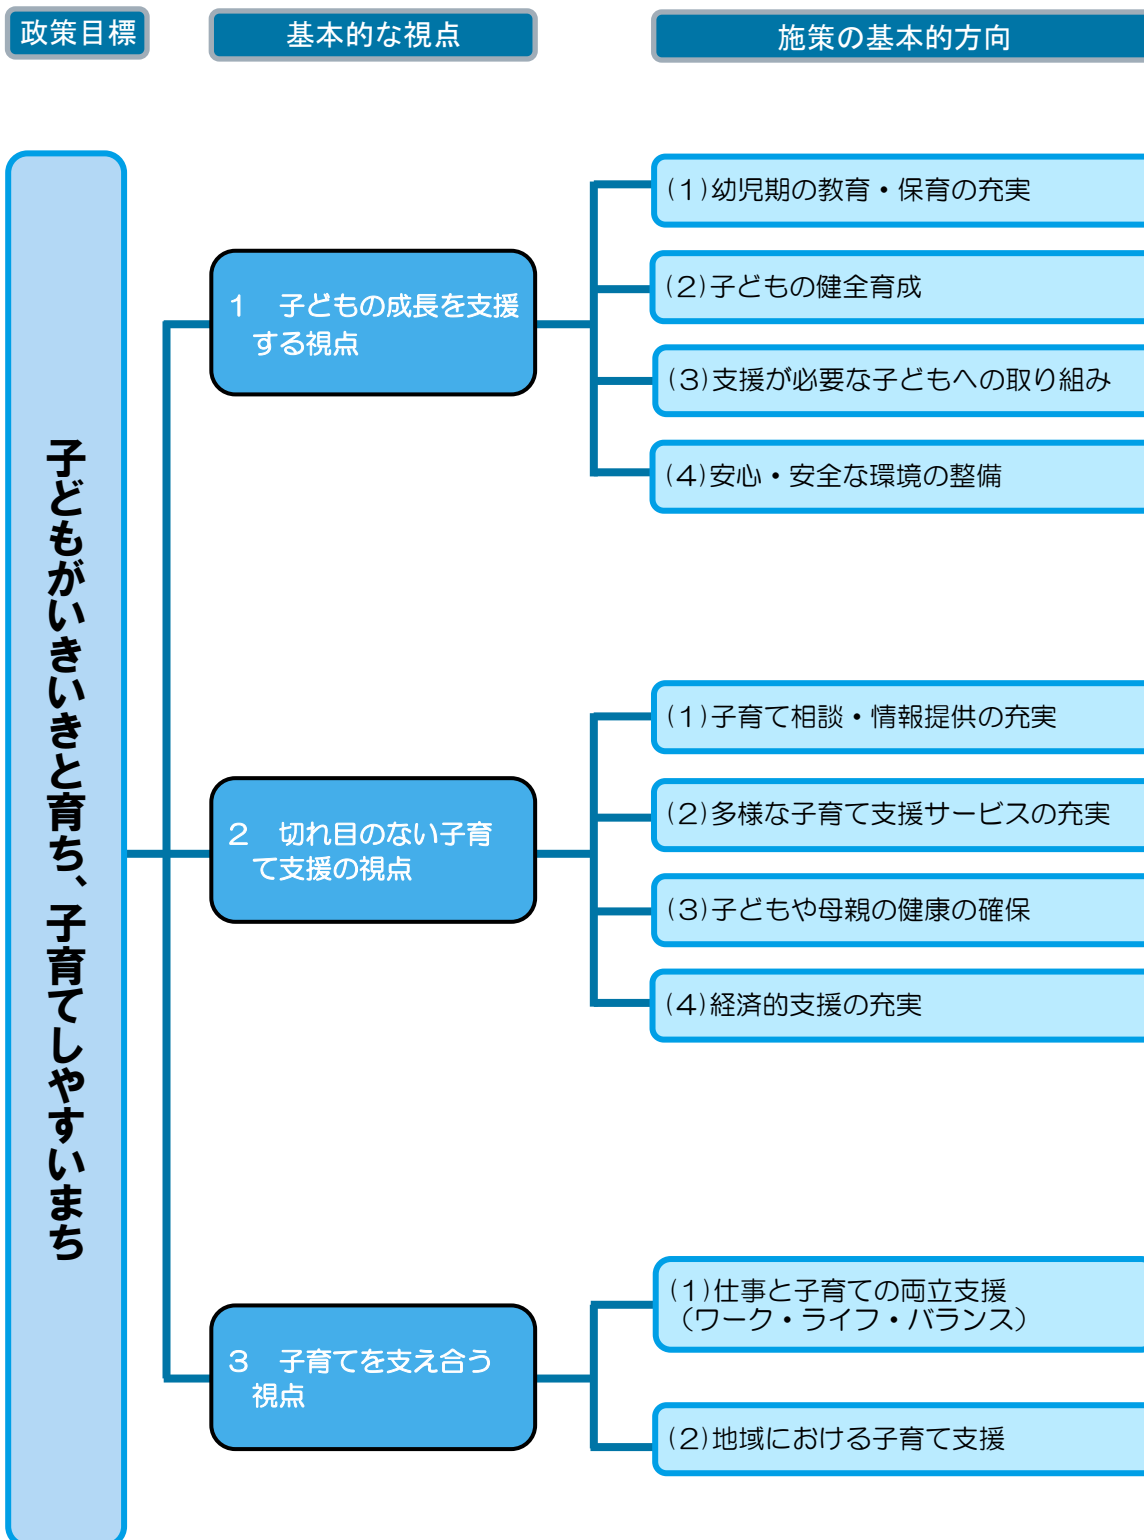 政策目標
基本的な視点
施策の基本的方向
子どもがいきいきと育ち、子育てしやすいまち
1 子どもの成長を支援
する視点
(1)幼児期の教育・保育の充実
(2)子どもの健全育成
(3)支援が必要な子どもへの取り組み
(4)安心・安全な環境の整備
2 切れ目のない子育
て支援の視点
(1)子育て相談・情報提供の充実
(2)多様な子育て支援サービスの充実
(3)子どもや母親の健康の確保
(4)経済的支援の充実
3 子育てを支え合う
視点
(1)仕事と子育ての両立支援
(ワーク・ライフ・バランス)
(2)地域における子育て支援